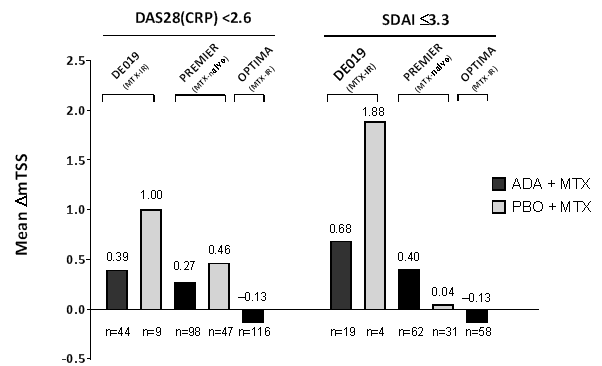 DAS28(CRP) <2.6
SDAI ≤3.3
DE019
(MTX-IR)
PREMIER
(MTX-naïve)
OPTIMA
(MTX-IR)
DE019
(MTX-IR)
PREMIER
(MTX-naïve)
OPTIMA
(MTX-IR)
Mean ΔmTSS
2.5
2.0
1.5
1.0
0.5
0.0
-0.5
0.39
1.00
0.27
0.46
–0.13
0.68
1.88
0.40
0.04
–0.13
n=44
n=9
n=98
n=47
n=116
n=19
n=4
n=62
n=31
n=58
ADA + MTX
PBO + MTX